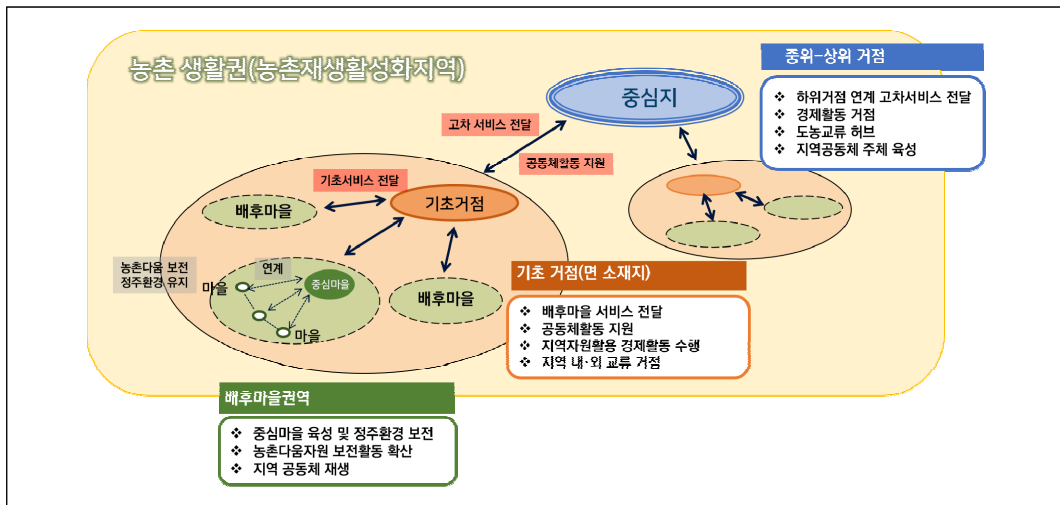 농촌 생활권(농촌재생활성화지역)
중위-상위 거점
❖ 하위거점 연계 고차서비스 전달
❖ 경제활동 거점
❖ 도농교류 허브
❖ 지역공동체 주체 육성
중심지
고차 서비스 전달
공동체활동 지원
기초서비스 전달
기초거점
배후마을
농촌다움 보전
정주환경 유지
연계
중심마을
마을
마을
배후마을
기초 거점(면 소재지)
❖ 배후마을 서비스 전달
❖ 공동체활동 지원
❖ 지역자원활용 경제활동 수행
❖ 지역 내·외 교류 거점
배후마을권역
❖ 중심마을 육성 및 정주환경 보전
❖ 농촌다움자원 보전활동 확산
❖ 지역 공동체 재생